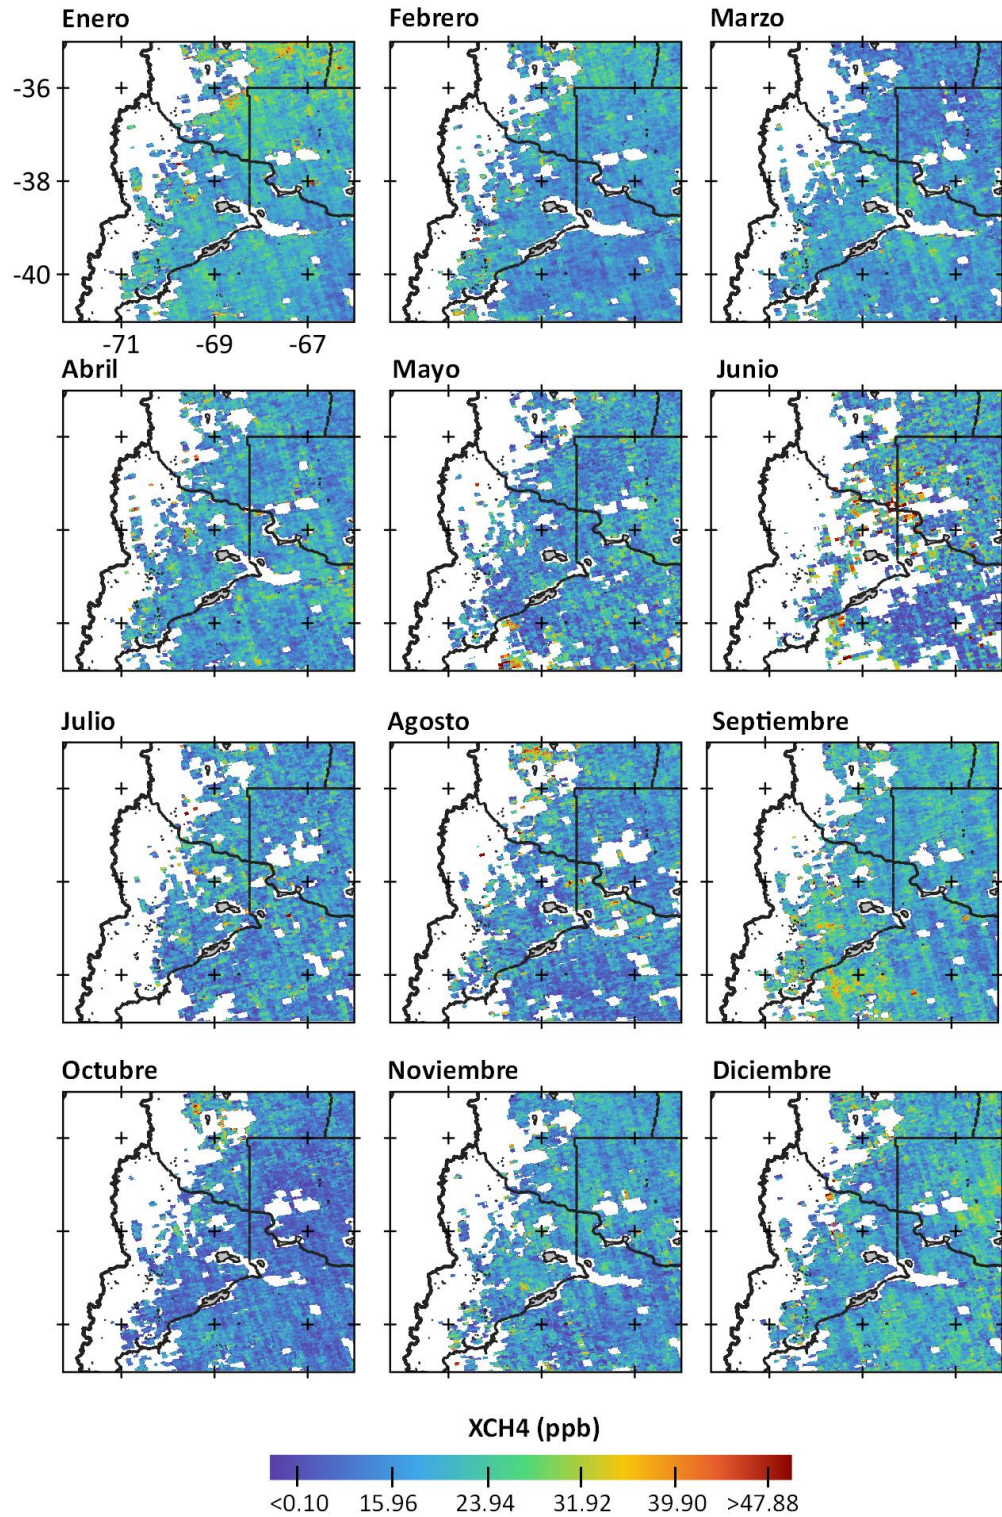 Enero Febrero Marzo
-36
-38
-40
-71 -69 -67
Abril Mayo Junio
Julio Agosto Septiembre
Octubre Noviembre Diciembre
XCH4 (ppb)
<0.10 15.96 23.94 31.92 39.90 >47.88